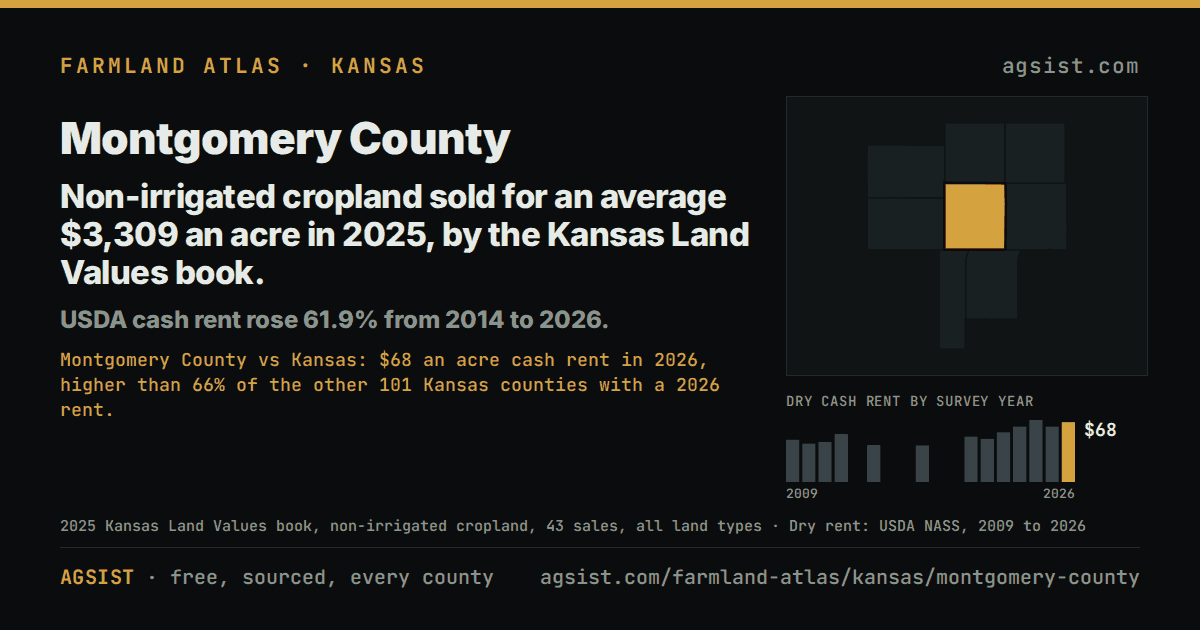 FARMLAND ATLAS · KANSAS
agsist.com
Montgomery County
Non-irrigated cropland sold for an average
$3,309 an acre in 2025, by the Kansas Land
Values book.
USDA cash rent rose 61.9% from 2014 to 2026.
Montgomery County vs Kansas: $68 an acre cash rent in 2026,
higher than 66% of the other 101 Kansas counties with a 2026
rent.
DRY CASH RENT BY SURVEY YEAR
$68
2009
2026
2025 Kansas Land Values book, non-irrigated cropland, 43 sales, all land types · Dry rent: USDA NASS, 2009 to 2026
AGSIST · free, sourced, every county
agsist.com/farmland-atlas/kansas/montgomery-county